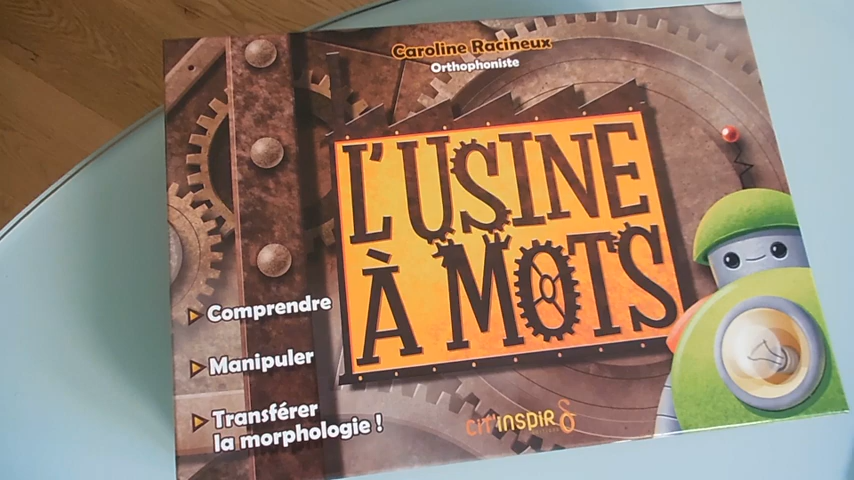 Caroline Racineux
Orthophoniste
L'USINE
À MOTS
Comprendre
Manipuler
Transférer
la morphologie !
cit'inspir